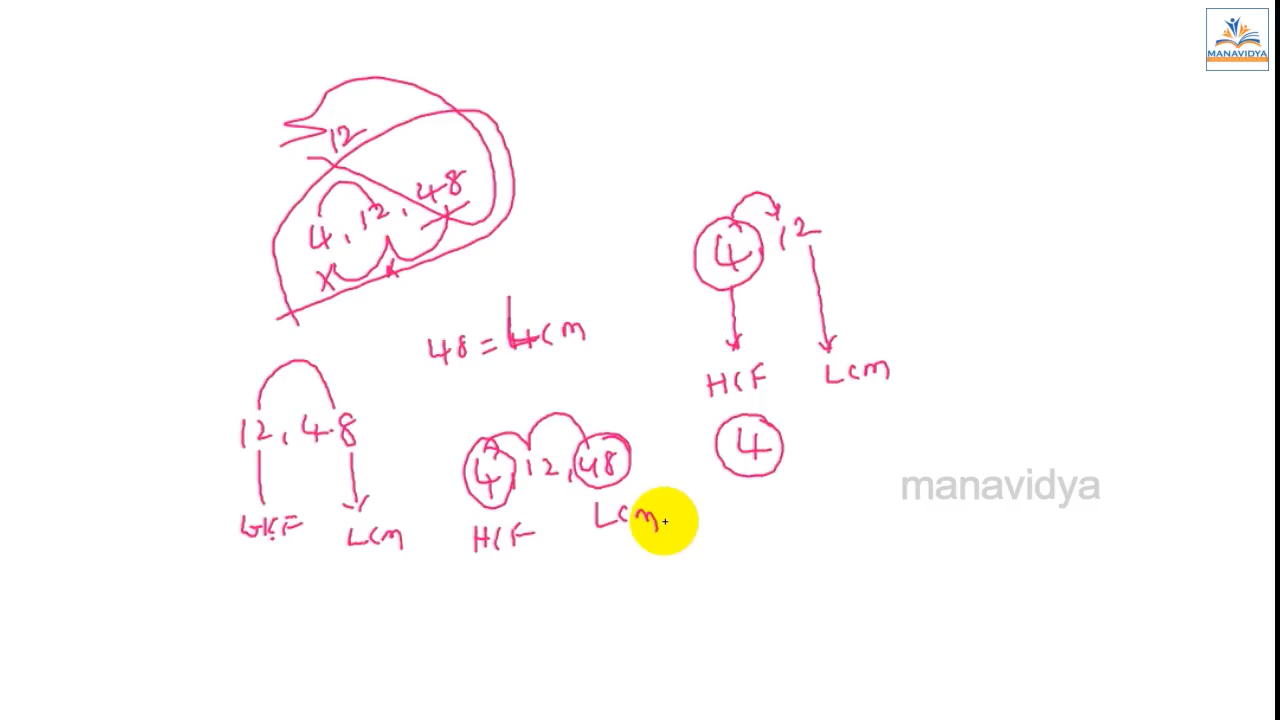 MANAVIDYA
12
4, 12, 48
4, 12
48 = LCM
HCF LCM
12, 48
4
4, 12, 48
manavidya
LCM
HCF
LCM